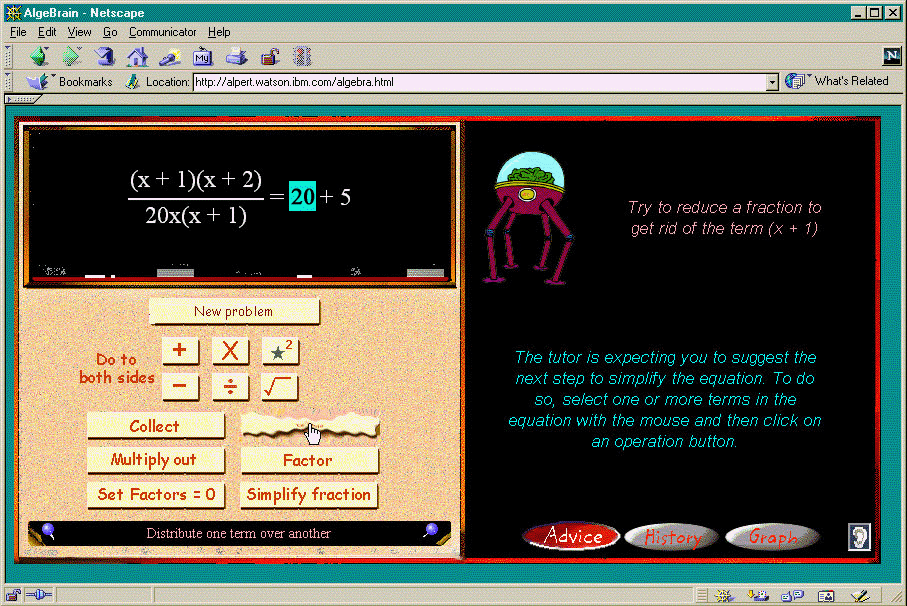 AlgeBrain - Netscape
File Edit View Go Communicator Help
My
N
Bookmarks Location: http://alpert.watson.ibm.com/algebra.html What's Related
(x + 1)(x + 2)
20x(x + 1)
= 20 + 5
Try to reduce a fraction to
get rid of the term (x + 1)
New problem
Do to
both sides
+ X ★2
− ÷ √
The tutor is expecting you to suggest the
next step to simplify the equation. To do
so, select one or more terms in the
equation with the mouse and then click on
an operation button.
Collect
Multiply out Factor
Set Factors = 0 Simplify fraction
Distribute one term over another
Advice History Graph